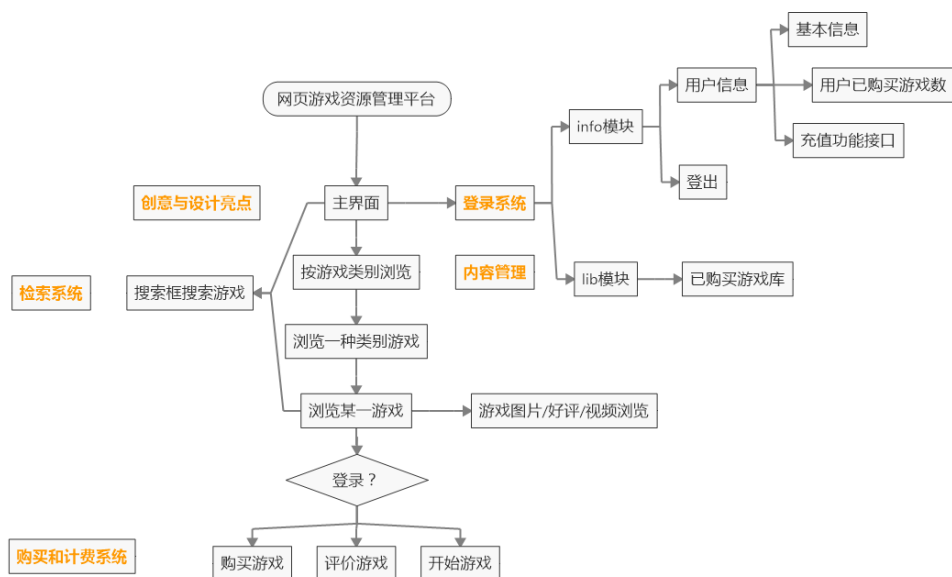 基本信息
用户信息
用户已购买游戏数
网页游戏资源管理平台
info模块
充值功能接口
登出
创意与设计亮点
主界面
登录系统
按游戏类别浏览
内容管理
lib模块
已购买游戏库
检索系统
搜索框搜索游戏
浏览一种类别游戏
浏览某一游戏
游戏图片/好评/视频浏览
登录？
购买和计费系统
购买游戏
评价游戏
开始游戏